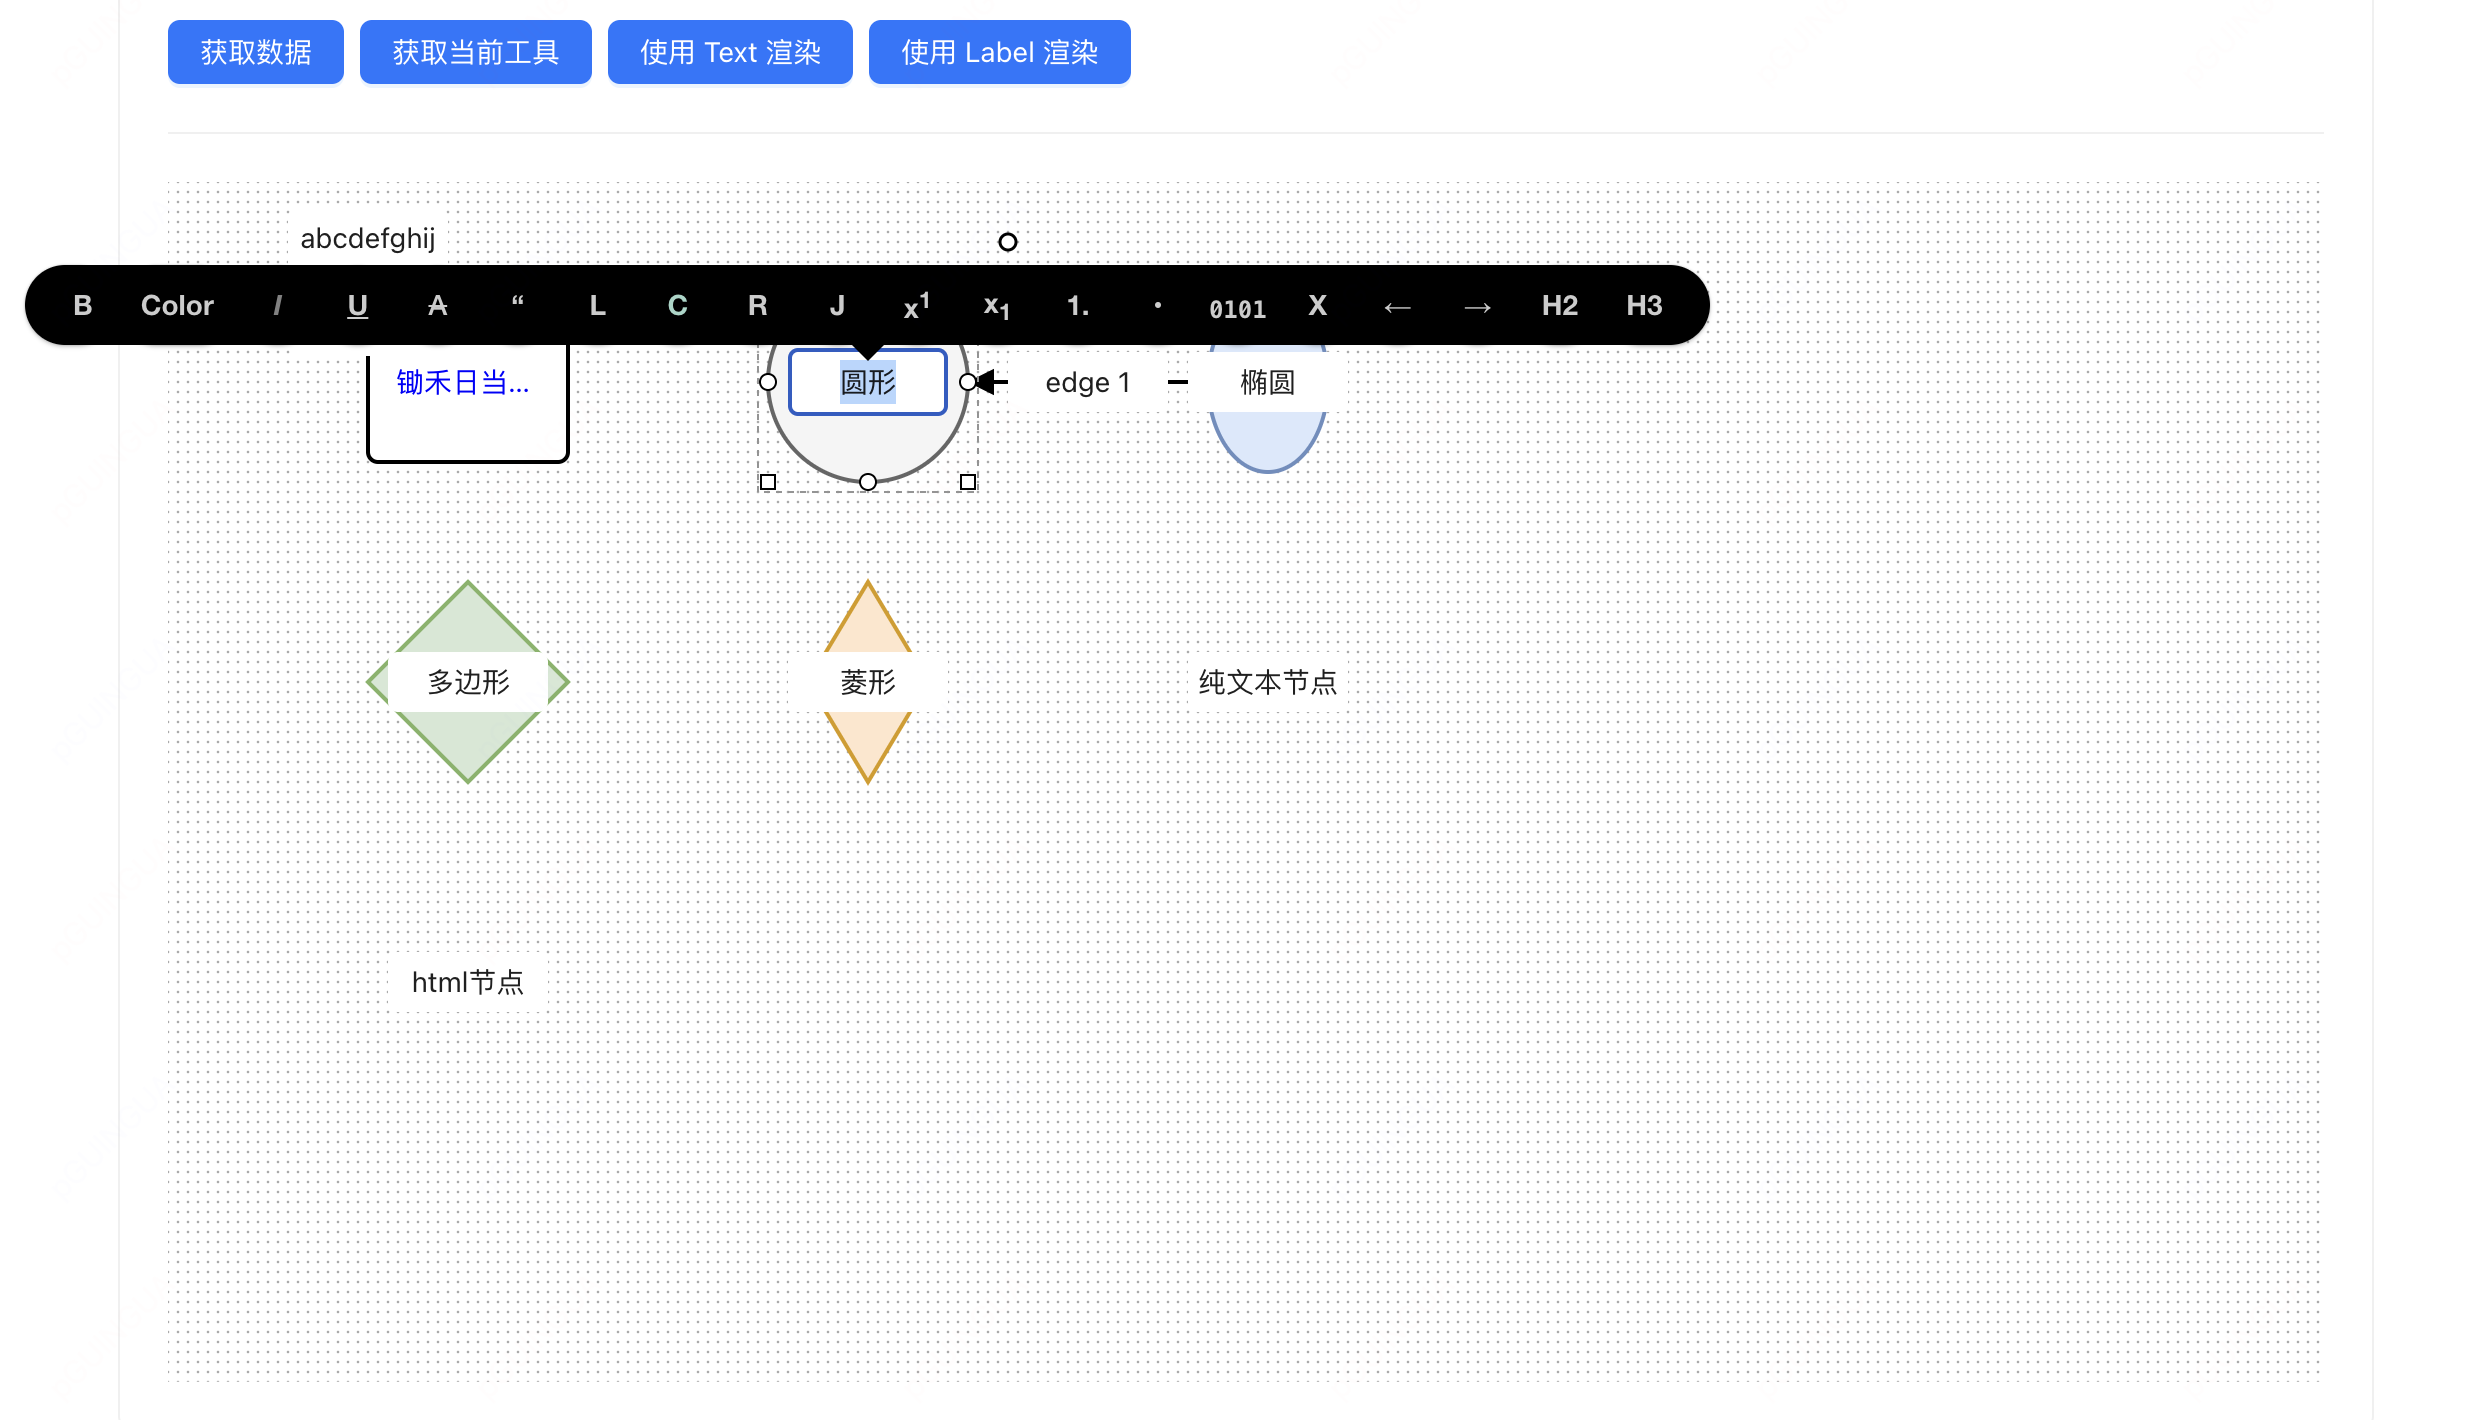 获取数据 获取当前工具 使用 Text 渲染 使用 Label 渲染
abcdefghij
B Color I U A “ L C R J x¹ x₁ 1. · 0101 X ← → H2 H3
锄禾日当... 圆形 edge 1 椭圆
多边形 菱形 纯文本节点
html节点